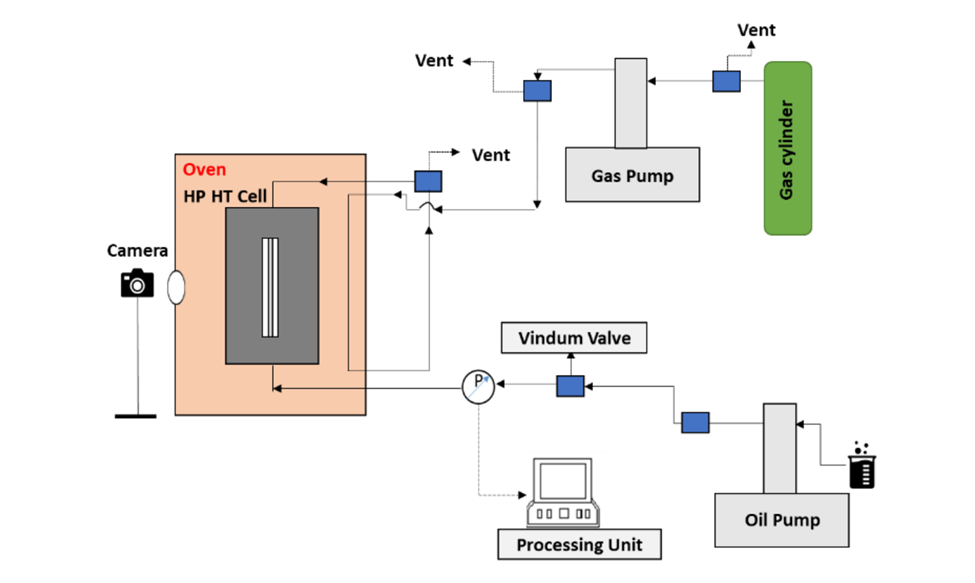 Vent
Vent
Gas cylinder
Gas Pump
Vent
Oven
HP HT Cell
Camera
Vindum Valve
P
Oil Pump
Processing Unit